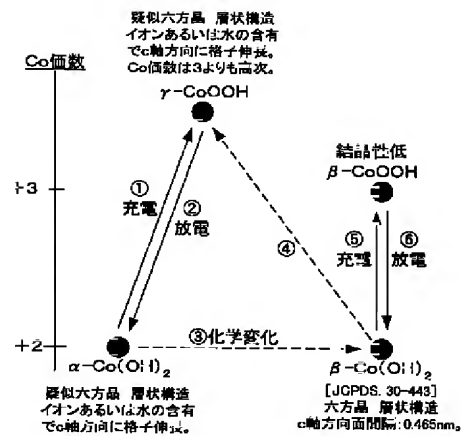 疑似六方晶 層状構造
イオンあるいは水の含有
でc軸方向に格子伸長。
Co価数は3よりも高次。
Co価数
γ-CoOOH
結晶性低
β-CoOOH
+3
①
充電
②
放電
④
⑤
充電
⑥
放電
+2
③化学変化
α-Co(OH)2
β-Co(OH)2
[JCPDS. 30-443]
疑似六方晶 層状構造
イオンあるいは水の含有
でc軸方向に格子伸長。
六方晶 層状構造
c軸方向面間隔:0.465nm。